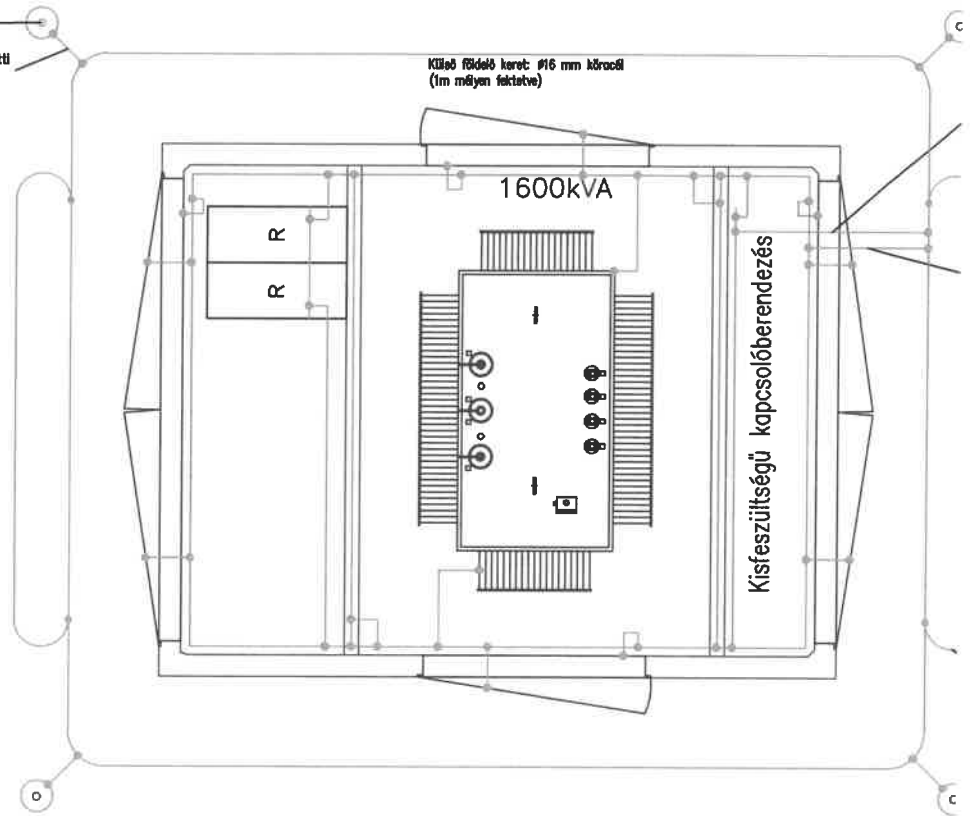 Külső földelő keret: ø16 mm köracél
(1m mélyen fektetve)
1600kVA
R
R
Kisfeszültségű kapcsolóberendezés